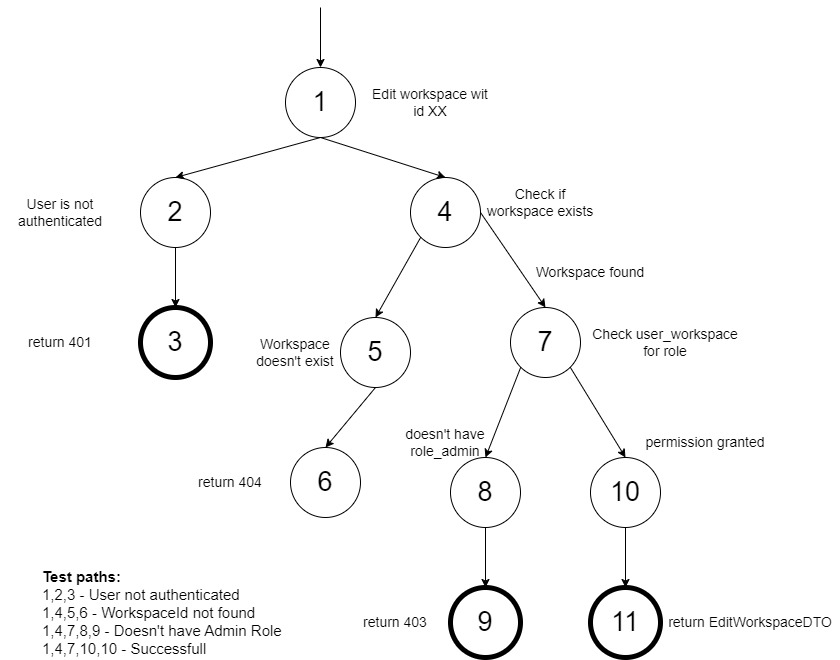 1
Edit workspace wit
id XX
User is not
authenticated
2
4
Check if
workspace exists
Workspace found
return 401
3
Workspace
doesn't exist
5
7
Check user_workspace
for role
doesn't have
role_admin
permission granted
return 404
6
8
10
return 403
9
11
return EditWorkspaceDTO
Test paths:
1,2,3 - User not authenticated
1,4,5,6 - WorkspaceId not found
1,4,7,8,9 - Doesn't have Admin Role
1,4,7,10,10 - Successfull